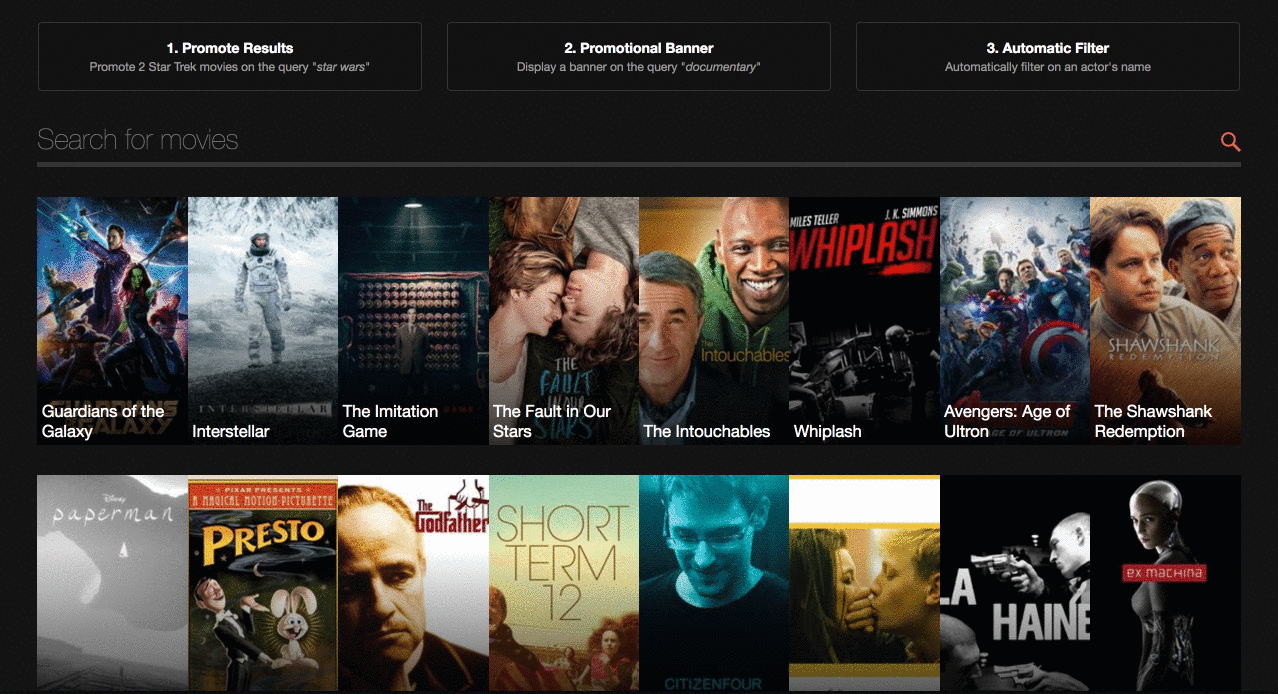 1. Promote Results
Promote 2 Star Trek movies on the query "star wars"
2. Promotional Banner
Display a banner on the query "documentary"
3. Automatic Filter
Automatically filter on an actor's name
Search for movies
GUARDIANS OF THE GALAXY
Guardians of the
Galaxy
INTERSTELLAR
Interstellar
GAME
The Imitation
Game
THE
FAULT
IN OUR
STARS
The Fault in Our
Stars
The
Intouchables
The Intouchables
MILES TELLER
J. K. SIMMONS
WHIPLASH
Whiplash
AGE OF ULTRON
Avengers: Age of
Ultron
SHAWSHANK
REDEMPTION
The Shawshank
Redemption
Disney
paperman
PIXAR PRESENTS
A MAGICAL MOTION-PICTURETTE
PRESTO
The
Godfather
SHORT
TERM
12
CITIZENFOUR
LA
HAINE
EX MACHINA